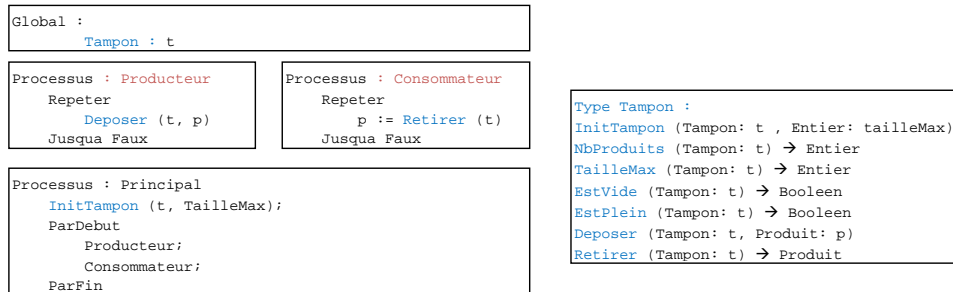 Global :
Tampon : t
Processus : Producteur
Repeter
Deposer (t, p)
Jusqua Faux
Processus : Consommateur
Repeter
p := Retirer (t)
Jusqua Faux
Processus : Principal
InitTampon (t, TailleMax);
ParDebut
Producteur;
Consommateur;
ParFin
Type Tampon :
InitTampon (Tampon: t , Entier: tailleMax)
NbProduits (Tampon: t) → Entier
TailleMax (Tampon: t) → Entier
EstVide (Tampon: t) → Booleen
EstPlein (Tampon: t) → Booleen
Deposer (Tampon: t, Produit: p)
Retirer (Tampon: t) → Produit